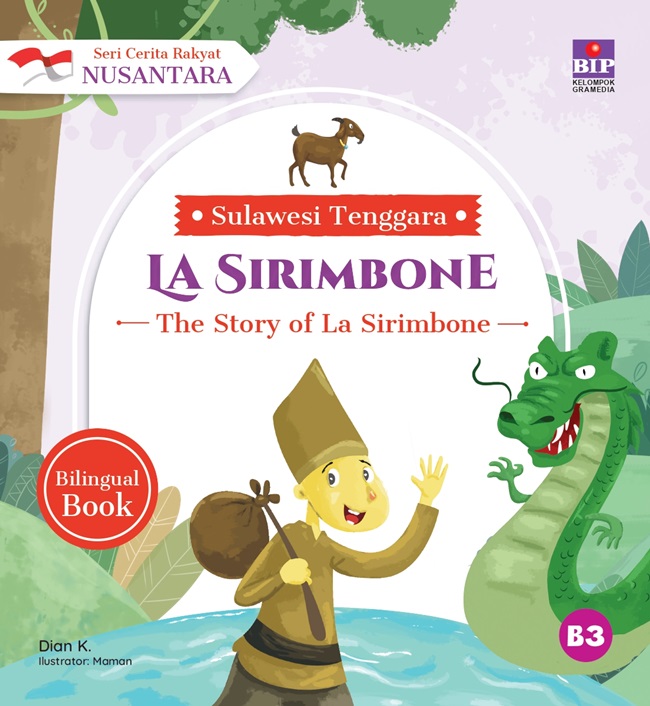 Seri Cerita Rakyat
NUSANTARA
BIP
KELOMPOK
GRAMEDIA
• Sulawesi Tenggara •
LA SIRIMBONE
The Story of La Sirimbone
Bilingual
Book
Dian K.
Ilustrator: Maman
B3